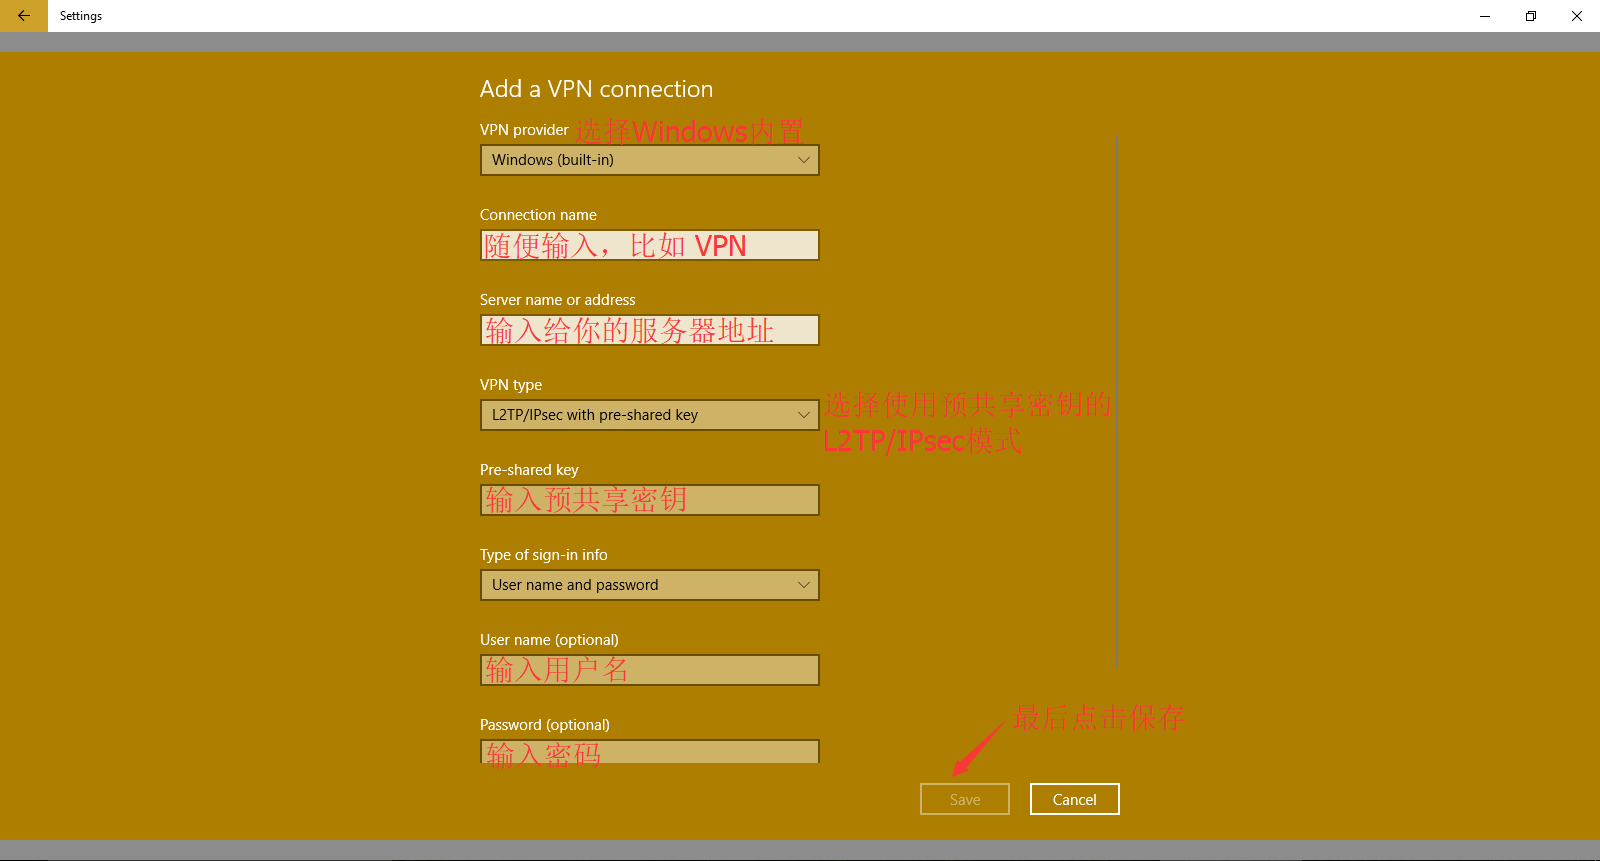 Settings
Add a VPN connection
VPN provider 选择Windows内置
Windows (built-in)
Connection name
随便输入，比如 VPN
Server name or address
输入给你的服务器地址
VPN type
L2TP/IPsec with pre-shared key
选择使用预共享密钥的
L2TP/IPsec模式
Pre-shared key
输入预共享密钥
Type of sign-in info
User name and password
User name (optional)
输入用户名
Password (optional)
输入密码
最后点击保存
Save
Cancel